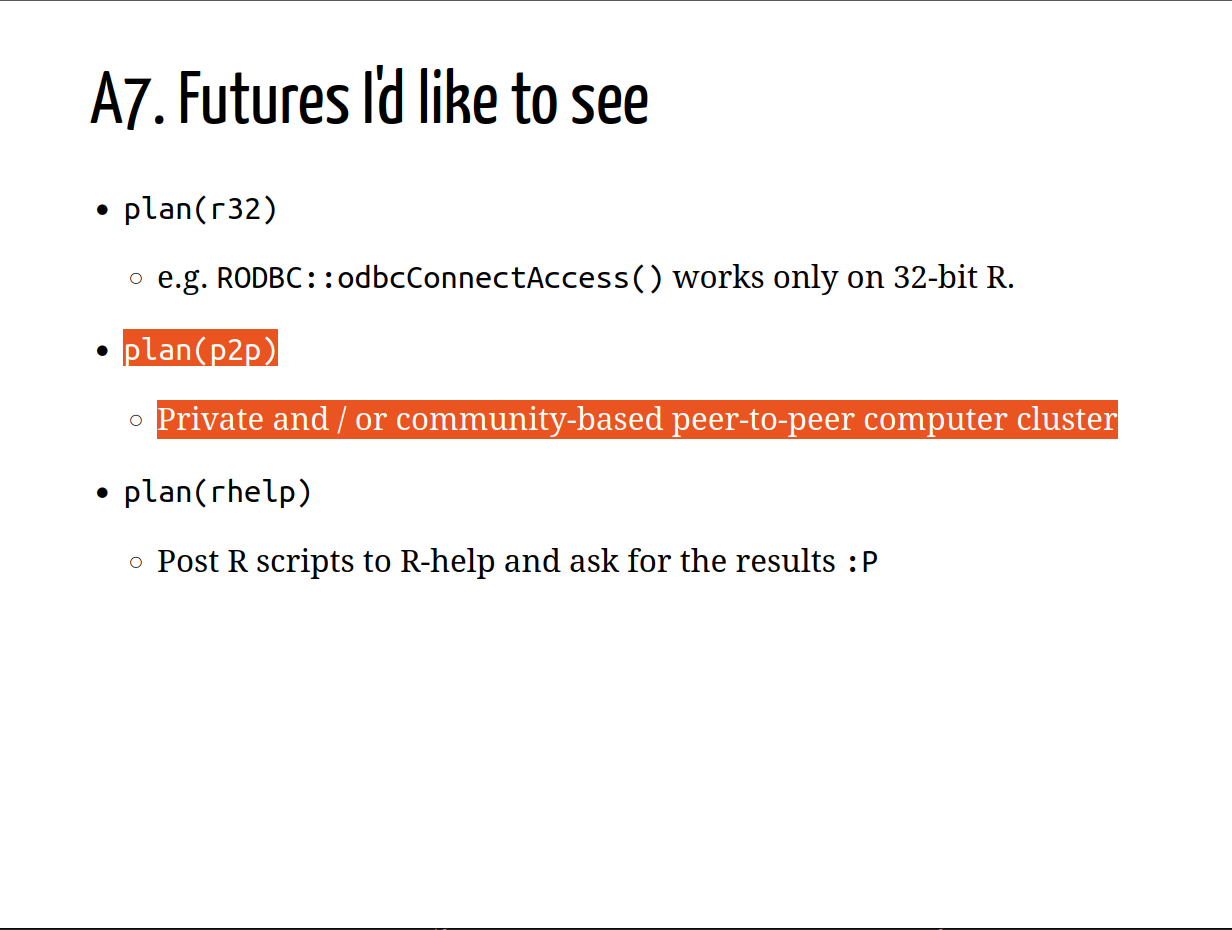 A7. Futures I'd like to see
• plan(r32)
○ e.g. RODBC::odbcConnectAccess() works only on 32-bit R.
• plan(p2p)
○ Private and / or community-based peer-to-peer computer cluster
• plan(rhelp)
○ Post R scripts to R-help and ask for the results :P